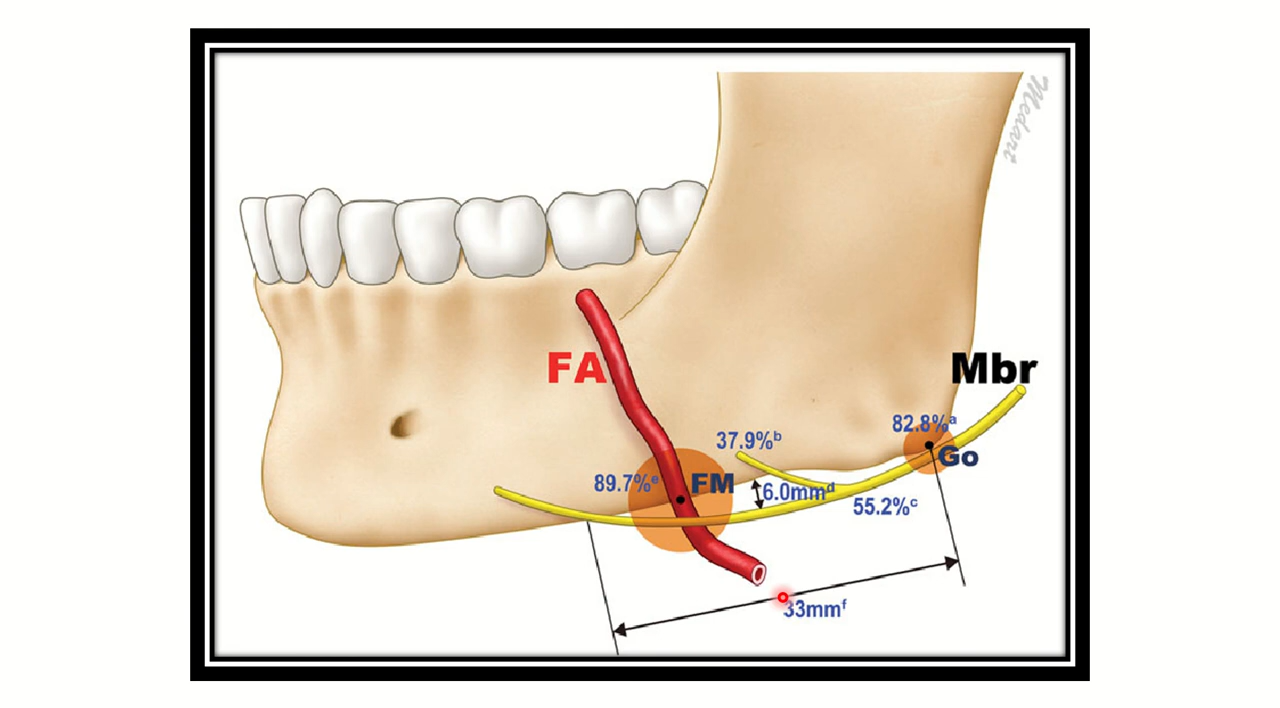 Medart
FA
Mbr
82.8%a
37.9%b
Go
89.7%e
FM
6.0mmd
55.2%c
33mmf